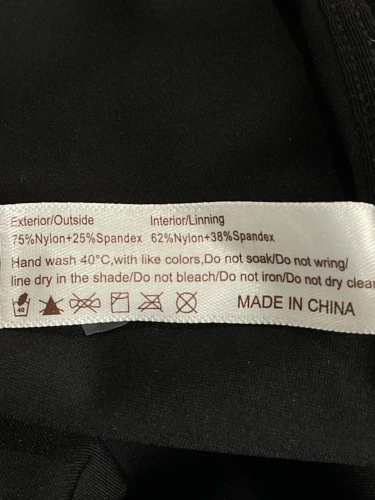 Exterior/Outside Interior/Linning
75%Nylon+25%Spandex 62%Nylon+38%Spandex
Hand wash 40°C,with like colors,Do not soak/Do not wring/
line dry in the shade/Do not bleach/Do not iron/Do not dry clean
40 MADE IN CHINA